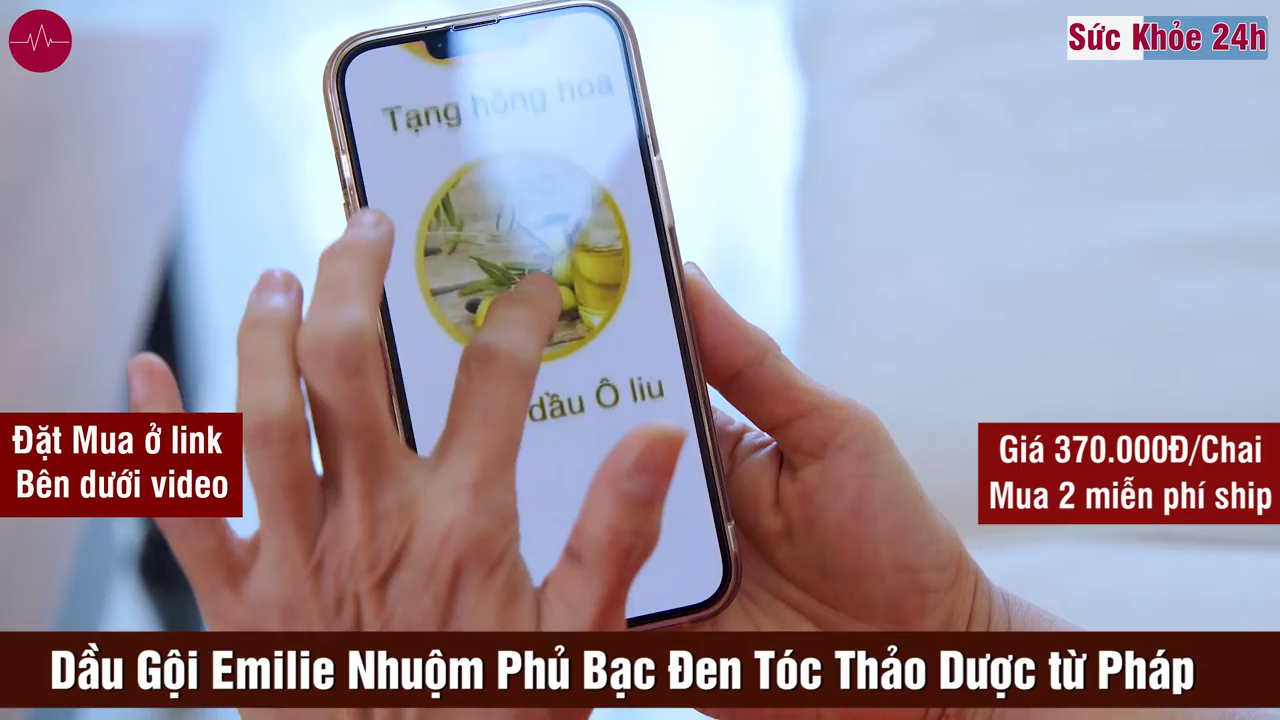 Sức Khỏe 24h
Tạng hồng hoa
dầu Ô liu
Đặt Mua ở link
Bên dưới video
Giá 370.000Đ/Chai
Mua 2 miễn phí ship
Dầu Gội Emilie Nhuộm Phủ Bạc Đen Tóc Thảo Dược từ Pháp